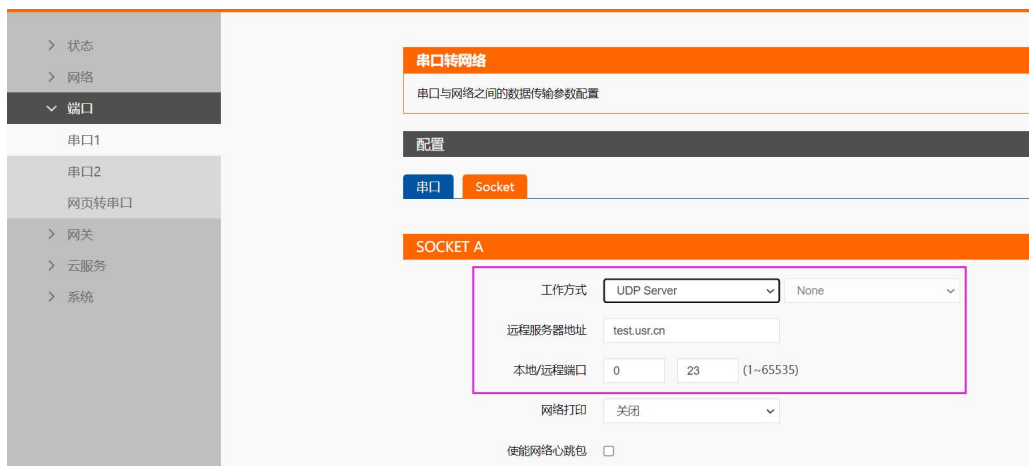 状态
网络
端口
串口1
串口2
网页转串口
网关
云服务
系统
串口转网络
串口与网络之间的数据传输参数配置
配置
串口 Socket
SOCKET A
工作方式 UDP Server None
远程服务器地址 test.usr.cn
本地/远程端口 0 23 (1~65535)
网络打印 关闭
使能网络心跳包